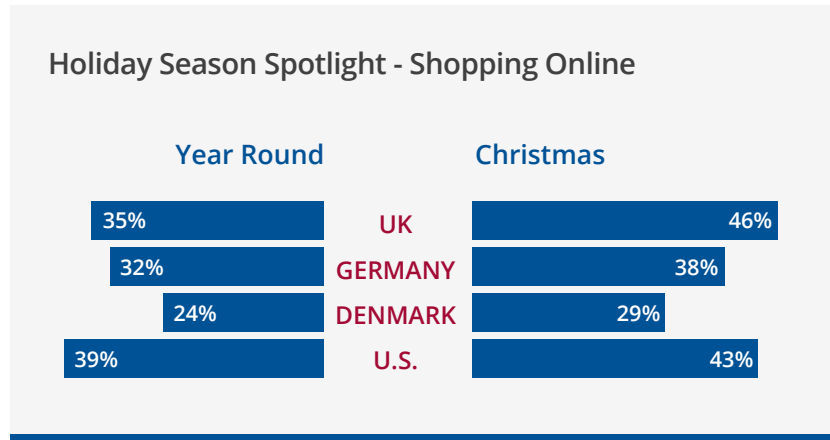 Holiday Season Spotlight - Shopping Online
Year Round Christmas
35% UK 46%
32% GERMANY 38%
24% DENMARK 29%
39% U.S. 43%